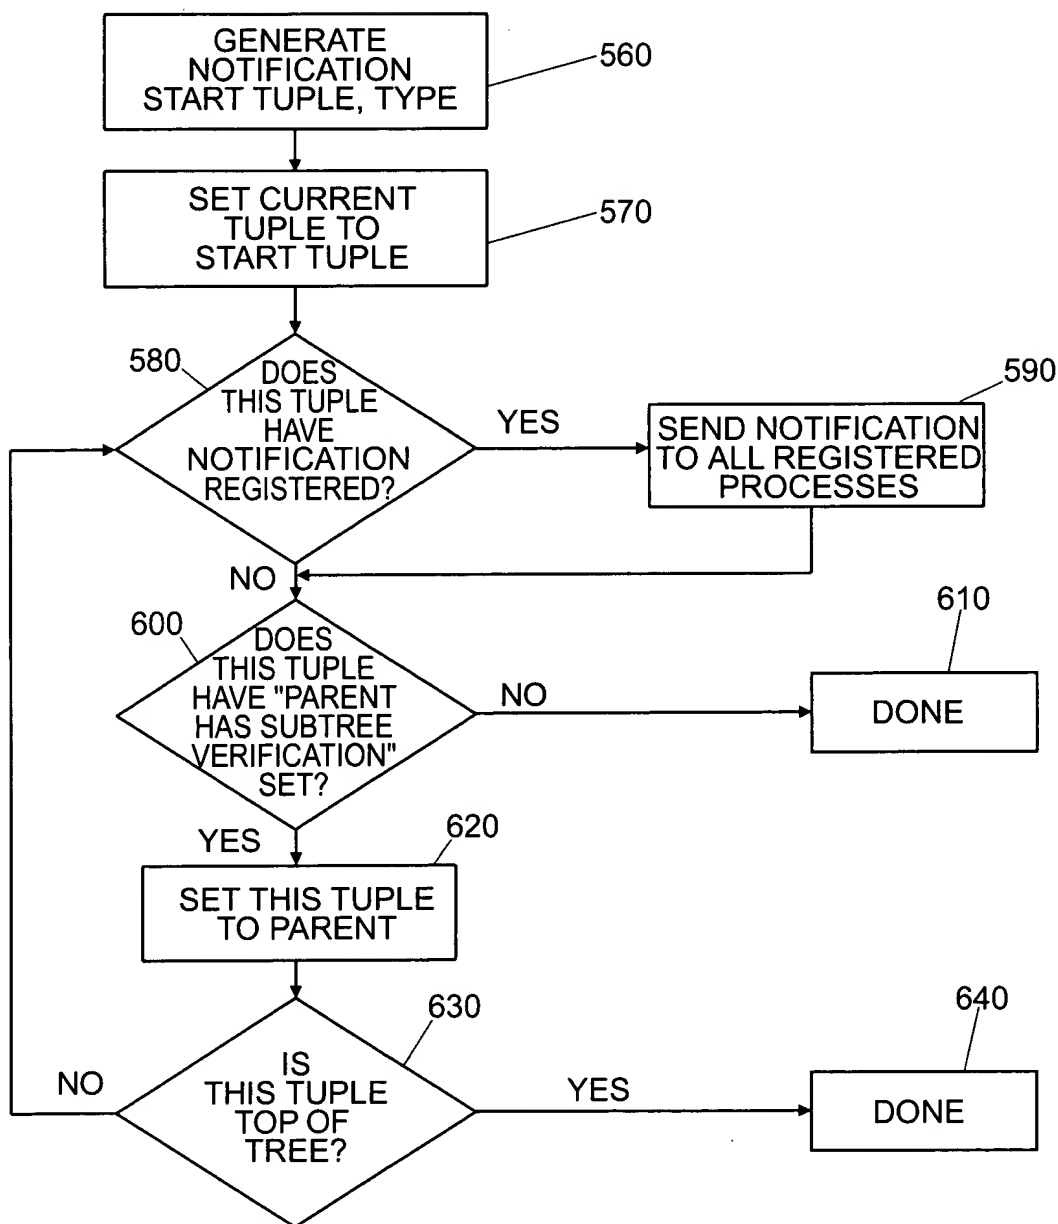 GENERATE
NOTIFICATION
START TUPLE, TYPE
560
SET CURRENT
TUPLE TO
START TUPLE
570
580
DOES
THIS TUPLE
HAVE
NOTIFICATION
REGISTERED?
YES
590
SEND NOTIFICATION
TO ALL REGISTERED
PROCESSES
NO
600
DOES
THIS TUPLE
HAVE "PARENT
HAS SUBTREE
VERIFICATION"
SET?
NO
610
DONE
YES
620
SET THIS TUPLE
TO PARENT
630
IS
THIS TUPLE
TOP OF
TREE?
NO
YES
640
DONE